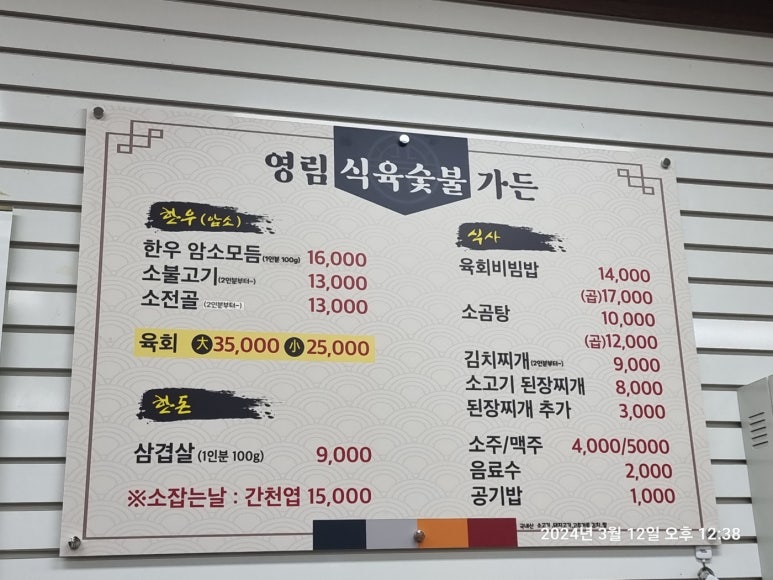 영림 식육숯불 가든
한우(암소)
한우 암소모듬(1인분 100g) 16,000
소불고기(2인분부터~) 13,000
소전골 (2인분부터~) 13,000
육회 大 35,000 小 25,000
한돈
삼겹살(1인분 100g) 9,000
※소잡는날 : 간천엽 15,000
식사
육회비빔밥 14,000
(곱)17,000
소곰탕 10,000
(곱)12,000
김치찌개(2인분부터~) 9,000
소고기 된장찌개 8,000
된장찌개 추가 3,000
소주/맥주 4,000/5000
음료수 2,000
공기밥 1,000
국내산
2024년 3월 12일 오후 12:38